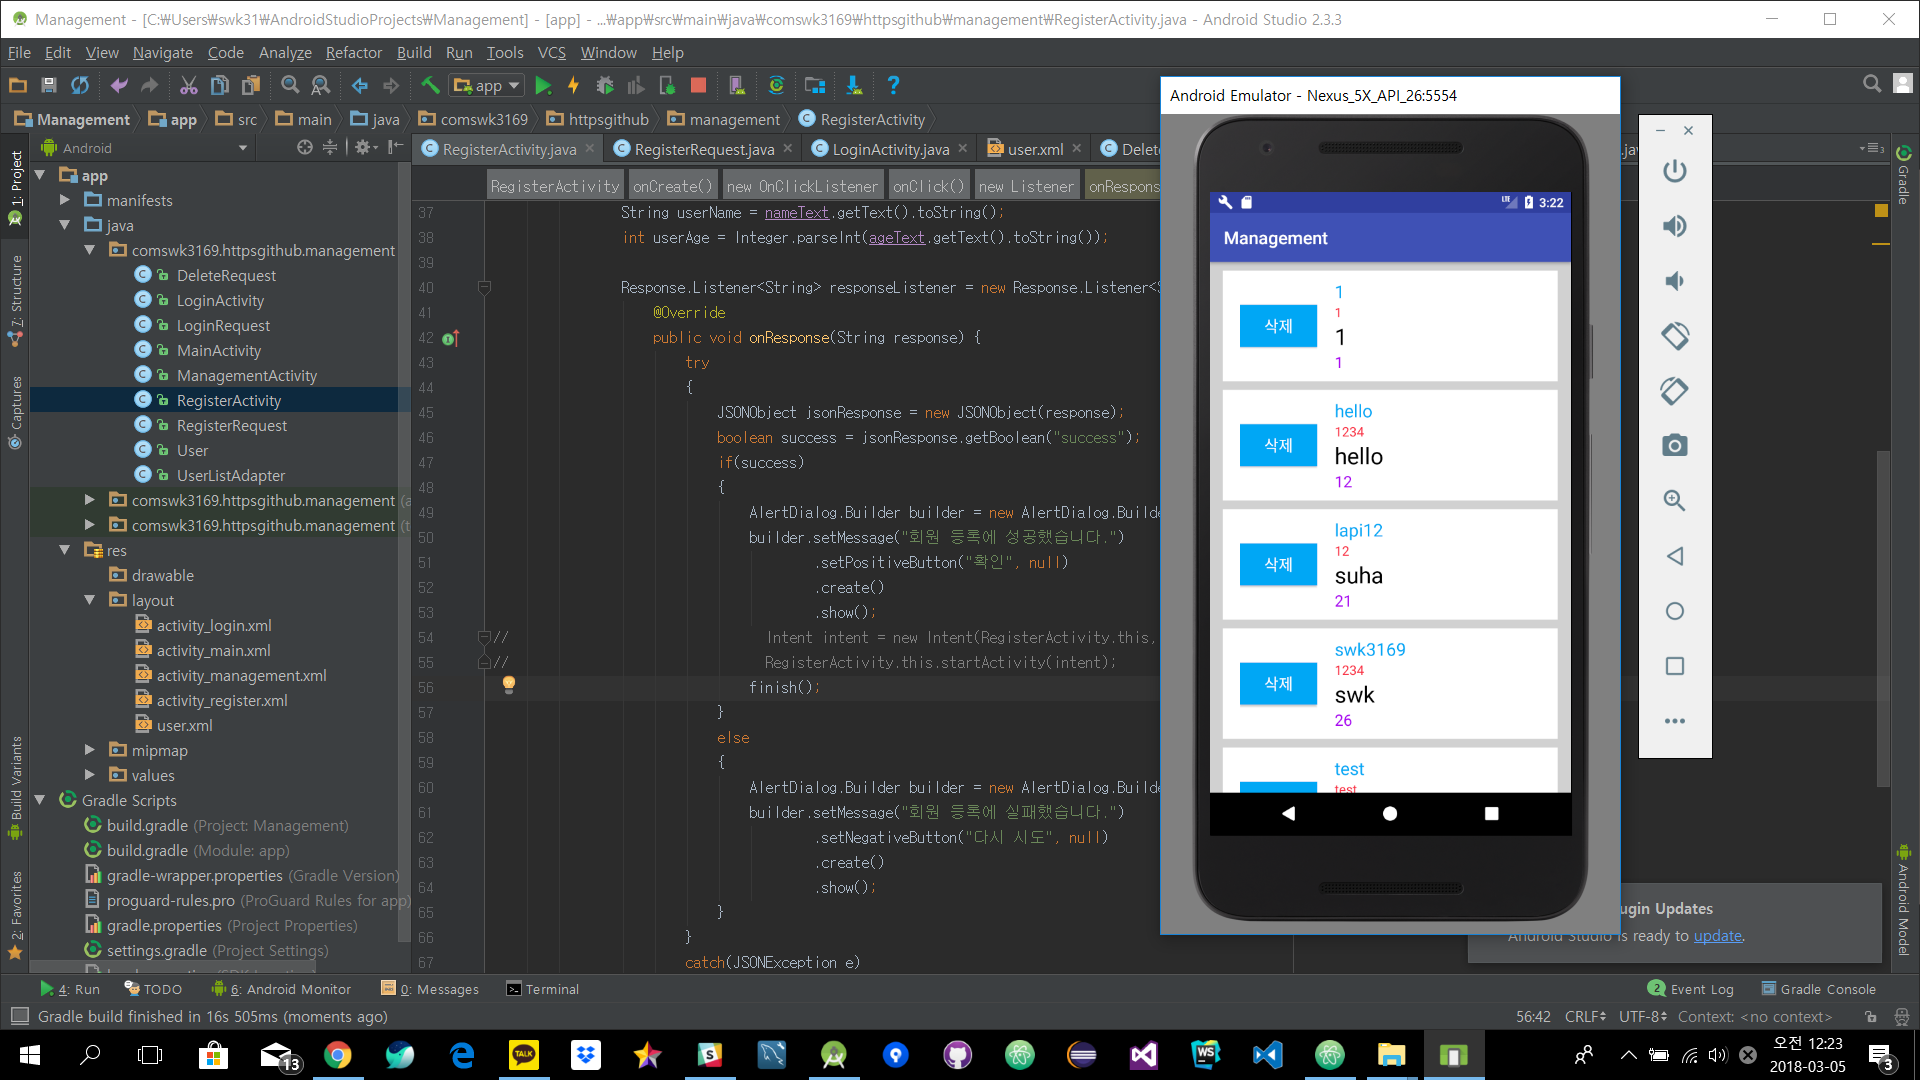 Management - [C:₩Users₩swk31₩AndroidStudioProjects₩Management] - [app] - ...₩app₩src₩main₩java₩comswk3169₩httpsgithub₩management₩RegisterActivity.java - Android Studio 2.3.3
File Edit View Navigate Code Analyze Refactor Build Run Tools VCS Window Help
app
Management app src main java comswk3169 httpsgithub management RegisterActivity
Android
RegisterActivity.java RegisterRequest.java LoginActivity.java user.xml Delet
RegisterActivity onCreate() new OnClickListener onClick() new Listener onRespons
1: Project
7: Structure
Captures
Build Variants
2: Favorites
app
manifests
java
comswk3169.httpsgithub.management
DeleteRequest
LoginActivity
LoginRequest
MainActivity
ManagementActivity
RegisterActivity
RegisterRequest
User
UserListAdapter
comswk3169.httpsgithub.management (a
comswk3169.httpsgithub.management (t
res
drawable
layout
activity_login.xml
activity_main.xml
activity_management.xml
activity_register.xml
user.xml
mipmap
values
Gradle Scripts
build.gradle (Project: Management)
build.gradle (Module: app)
gradle-wrapper.properties (Gradle Version)
proguard-rules.pro (ProGuard Rules for app)
gradle.properties (Project Properties)
settings.gradle (Project Settings)
37 String userName = nameText.getText().toString();
38 int userAge = Integer.parseInt(ageText.getText().toString());
39
40 Response.Listener<String> responseListener = new Response.Listener<S
41 @Override
42 public void onResponse(String response) {
43 try
44 {
45 JSONObject jsonResponse = new JSONObject(response);
46 boolean success = jsonResponse.getBoolean("success");
47 if(success)
48 {
49 AlertDialog.Builder builder = new AlertDialog.Builde
50 builder.setMessage("회원 등록에 성공했습니다.")
51 .setPositiveButton("확인", null)
52 .create()
53 .show();
54 // Intent intent = new Intent(RegisterActivity.this,
55 // RegisterActivity.this.startActivity(intent);
56 finish();
57 }
58 else
59 {
60 AlertDialog.Builder builder = new AlertDialog.Builde
61 builder.setMessage("회원 등록에 실패했습니다.")
62 .setNegativeButton("다시 시도", null)
63 .create()
64 .show();
65 }
66 }
67 catch(JSONException e)
Android Emulator - Nexus_5X_API_26:5554
LTE 3:22
Management
삭제
1
1
1
1
삭제
hello
1234
hello
12
삭제
lapi12
12
suha
21
삭제
swk3169
1234
swk
26
test
test
.jav
Gradle
Android Model
ugin Updates
Android Studio is ready to update.
4: Run TODO 6: Android Monitor 0: Messages Terminal 2 Event Log Gradle Console
Gradle build finished in 16s 505ms (moments ago) 56:42 CRLF UTF-8 Context: <no context>
13
TALK
WS
오전 12:23
2018-03-05
3